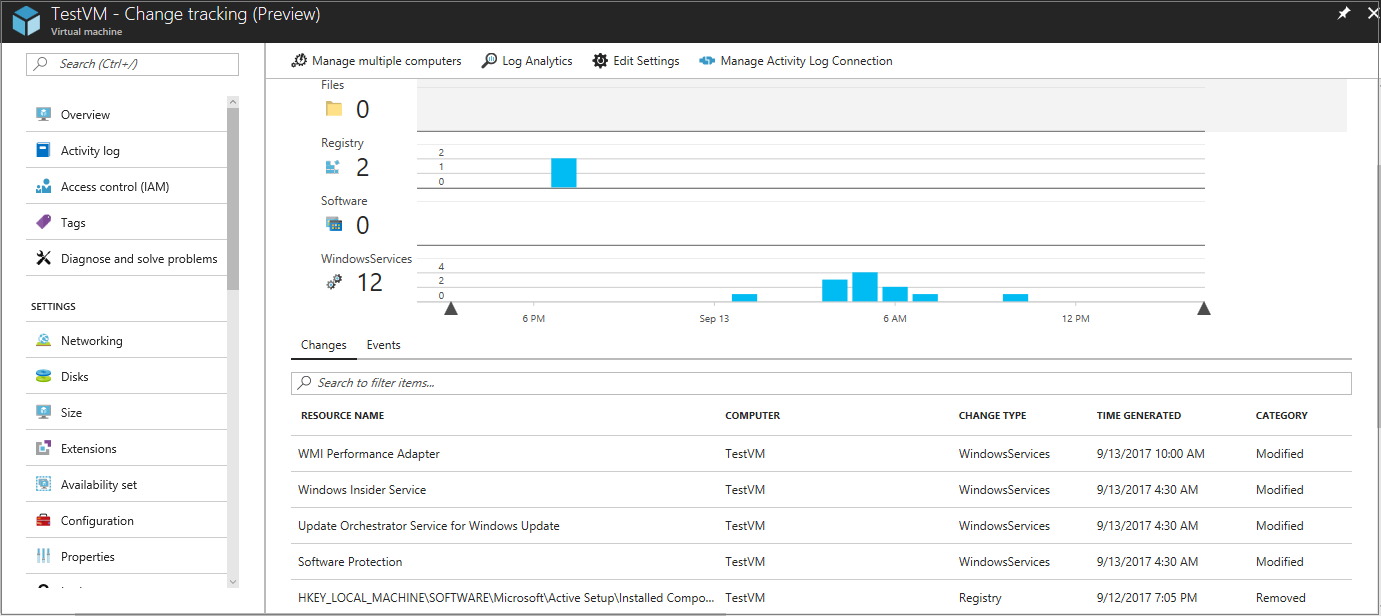 TestVM - Change tracking (Preview)
Virtual machine
Search (Ctrl+/)
Overview
Activity log
Access control (IAM)
Tags
Diagnose and solve problems
SETTINGS
Networking
Disks
Size
Extensions
Availability set
Configuration
Properties
Manage multiple computers Log Analytics Edit Settings Manage Activity Log Connection
Files
0
Registry
2
2
1
0
Software
0
WindowsServices
12
4
2
0
6 PM Sep 13 6 AM 12 PM
Changes Events
Search to filter items...
RESOURCE NAME COMPUTER CHANGE TYPE TIME GENERATED CATEGORY
WMI Performance Adapter TestVM WindowsServices 9/13/2017 10:00 AM Modified
Windows Insider Service TestVM WindowsServices 9/13/2017 4:30 AM Modified
Update Orchestrator Service for Windows Update TestVM WindowsServices 9/13/2017 4:30 AM Modified
Software Protection TestVM WindowsServices 9/13/2017 4:30 AM Modified
HKEY_LOCAL_MACHINE\SOFTWARE\Microsoft\Active Setup\Installed Compo... TestVM Registry 9/12/2017 7:05 PM Removed